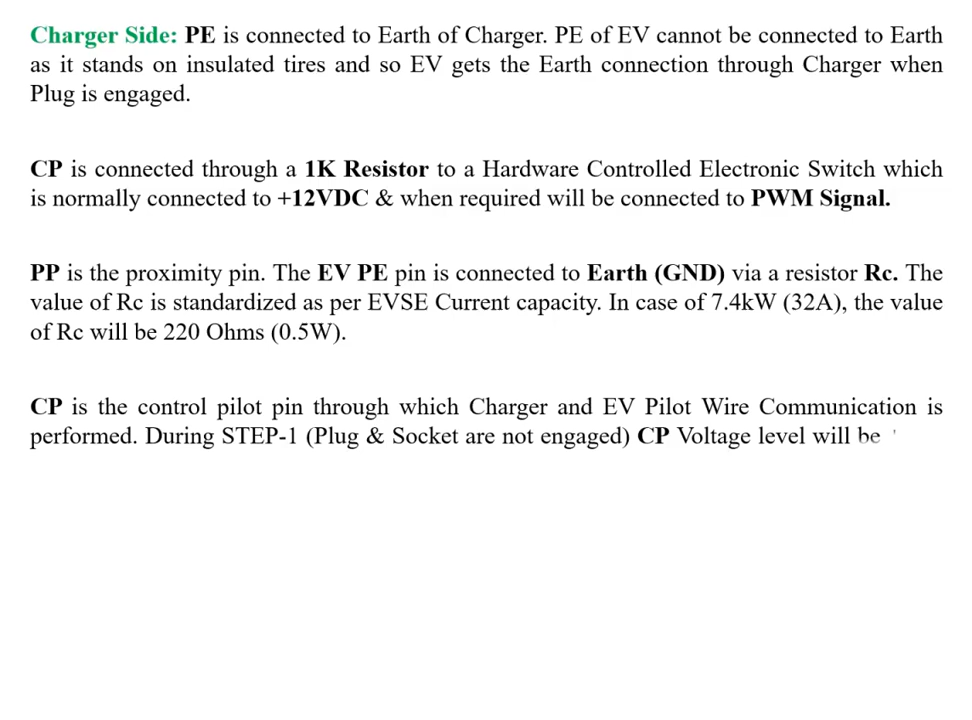 Charger Side: PE is connected to Earth of Charger. PE of EV cannot be connected to Earth
as it stands on insulated tires and so EV gets the Earth connection through Charger when
Plug is engaged.
CP is connected through a 1K Resistor to a Hardware Controlled Electronic Switch which
is normally connected to +12VDC & when required will be connected to PWM Signal.
PP is the proximity pin. The EV PE pin is connected to Earth (GND) via a resistor Rc. The
value of Rc is standardized as per EVSE Current capacity. In case of 7.4kW (32A), the value
of Rc will be 220 Ohms (0.5W).
CP is the control pilot pin through which Charger and EV Pilot Wire Communication is
performed. During STEP-1 (Plug & Socket are not engaged) CP Voltage level will be